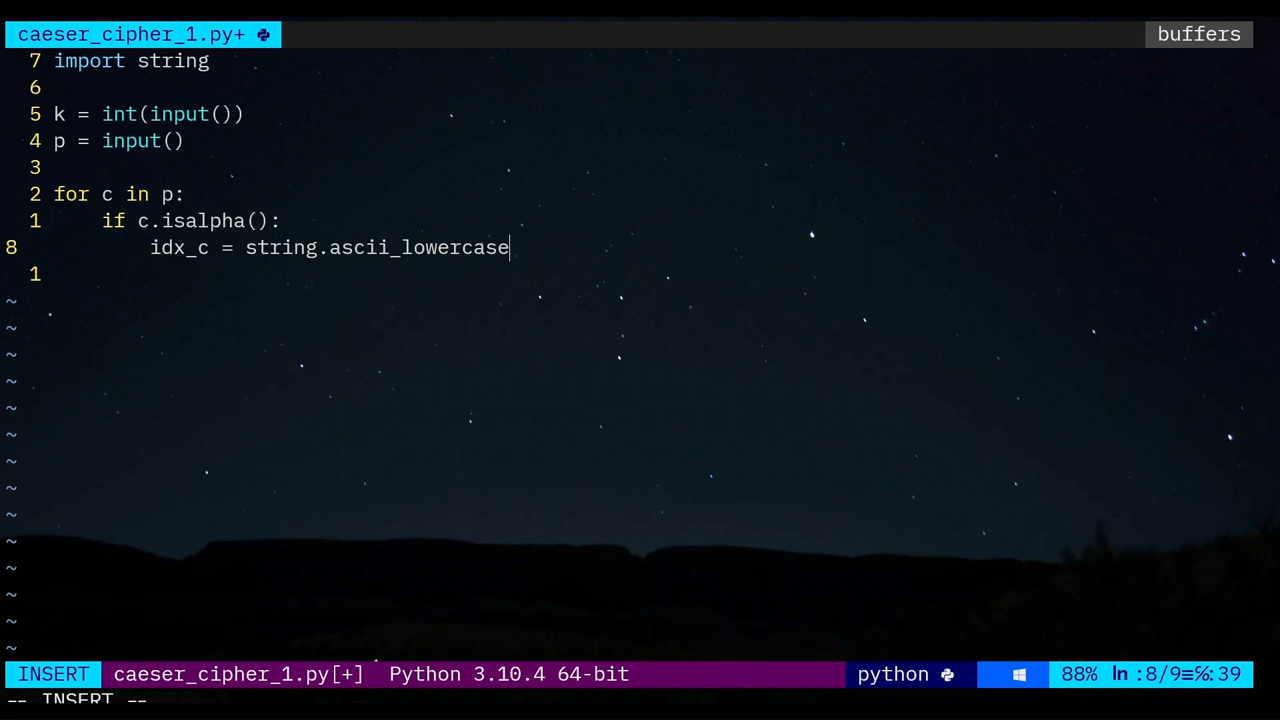 caeser_cipher_1.py+ buffers
7 import string
6
5 k = int(input())
4 p = input()
3
2 for c in p:
1 if c.isalpha():
8 idx_c = string.ascii_lowercase
1
~
~
~
~
~
~
~
~
~
~
~
~
~
~
INSERT caeser_cipher_1.py[+] Python 3.10.4 64-bit python 88% ln :8/9≡℅:39
-- INSERT --